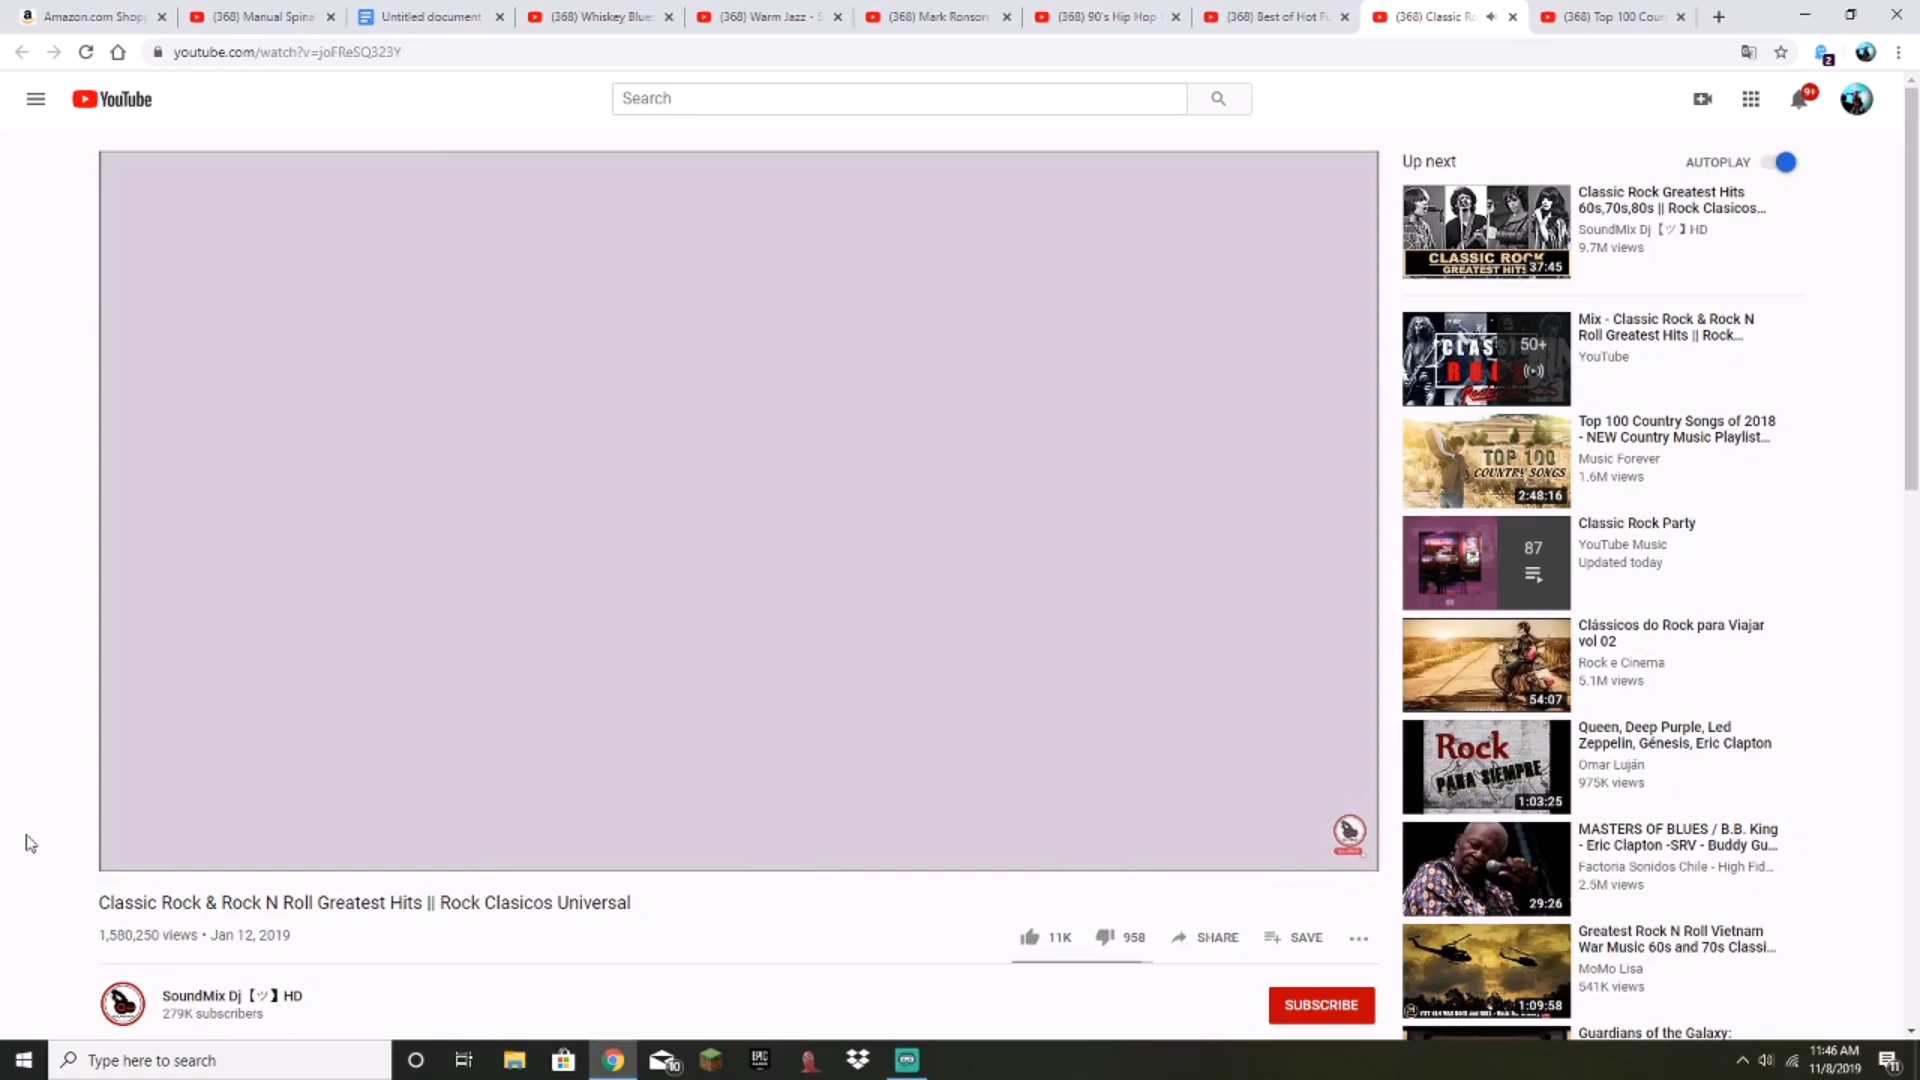 Amazon.com Shopp
(368) Manual Spina
Untitled document
(368) Whiskey Blues
(368) Warm Jazz - S
(368) Mark Ronson
(368) 90's Hip Hop
(368) Best of Hot Fu
(368) Classic Ro
(368) Top 100 Coun
youtube.com/watch?v=joFReSQ323Y
2
YouTube
Search
9+
Up next
AUTOPLAY
CLASSIC ROCK
GREATEST HITS
37:45
Classic Rock Greatest Hits
60s,70s,80s || Rock Clasicos...
SoundMix Dj【ツ】HD
9.7M views
50+
Mix - Classic Rock & Rock N
Roll Greatest Hits || Rock...
YouTube
TOP 100
COUNTRY SONGS
2:48:16
Top 100 Country Songs of 2018
- NEW Country Music Playlist...
Music Forever
1.6M views
87
Classic Rock Party
YouTube Music
Updated today
54:07
Clássicos do Rock para Viajar
vol 02
Rock e Cinema
5.1M views
Rock
PARA SIEMPRE
1:03:25
Queen, Deep Purple, Led
Zeppelin, Génesis, Eric Clapton
Omar Luján
975K views
29:26
MASTERS OF BLUES / B.B. King
- Eric Clapton -SRV - Buddy Gu...
Factoria Sonidos Chile - High Fid...
2.5M views
1:09:58
Greatest Rock N Roll Vietnam
War Music 60s and 70s Classi...
MoMo Lisa
541K views
Guardians of the Galaxy:
Classic Rock & Rock N Roll Greatest Hits || Rock Clasicos Universal
1,580,250 views • Jan 12, 2019
11K
958
SHARE
SAVE
SoundMix Dj【ツ】HD
279K subscribers
SUBSCRIBE
Type here to search
10
EPIC
11:46 AM
11/8/2019
11